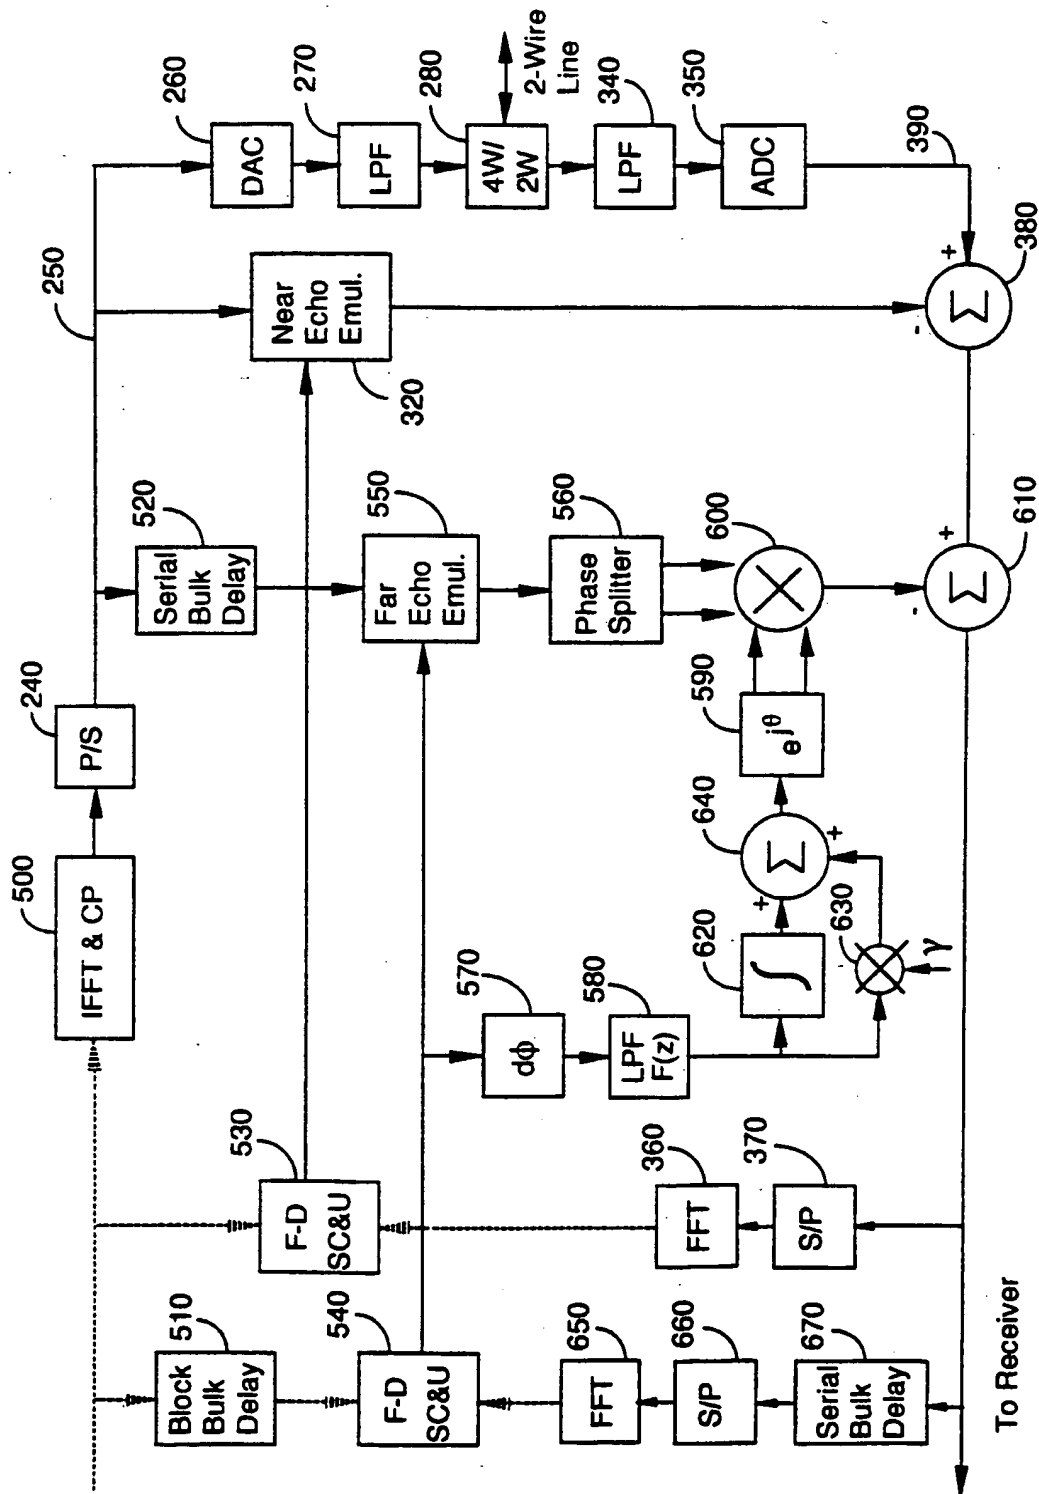 500
IFFT & CP
240
P/S
250
260
DAC
270
LPF
280
4W/
2W
2-Wire
Line
340
LPF
350
ADC
390
+
-
Σ
380
Near
Echo
Emul.
320
520
Serial
Bulk
Delay
550
Far
Echo
Emul.
560
Phase
Splitter
600
590
e^jθ
+
-
Σ
610
640
Σ
+
+
620
∫
630
γ
570
dϕ
580
LPF
F(z)
530
F-D
SC&U
360
FFT
370
S/P
510
Block
Bulk
Delay
540
F-D
SC&U
650
FFT
660
S/P
670
Serial
Bulk
Delay
To Receiver